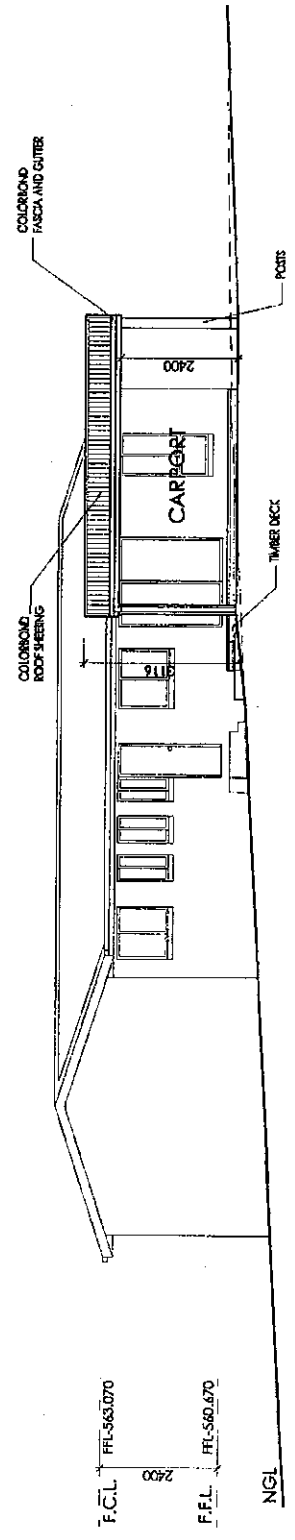 F.C.L.
FFL-563.070
2400
F.F.L.
FFL-560.670
NGL
COLORBOND
ROOF SHEETING
COLORBOND
FASCIA AND GUTTER
CARPORT
2400
TIMBER DECK
POSTS